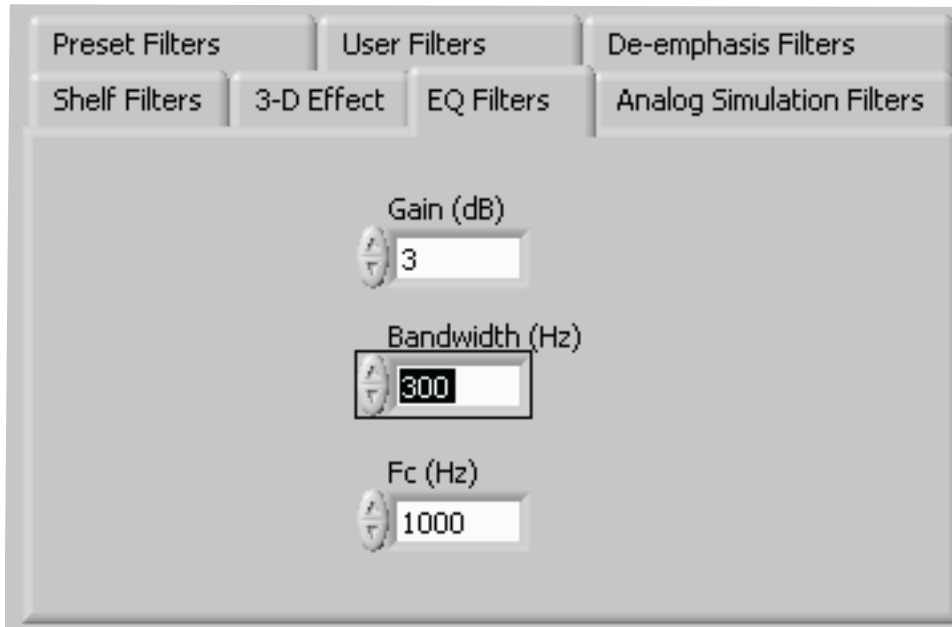 Preset Filters User Filters De-emphasis Filters
Shelf Filters 3-D Effect EQ Filters Analog Simulation Filters
Gain (dB)
3
Bandwidth (Hz)
300
Fc (Hz)
1000